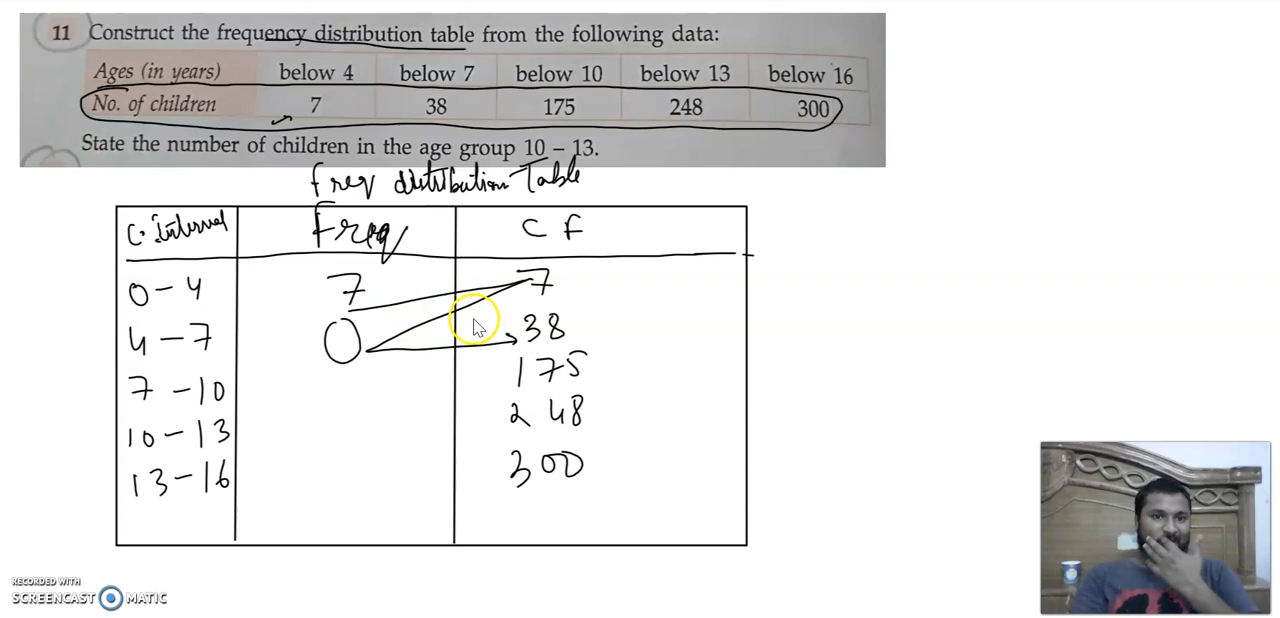 11 Construct the frequency distribution table from the following data:
Ages (in years) below 4 below 7 below 10 below 13 below 16
No. of children 7 38 175 248 300
State the number of children in the age group 10 – 13.
freq distribution Table
C. Interval Freq C F
0 – 4 7 7
4 – 7 0 38
7 – 10 175
10 – 13 248
13 – 16 300
RECORDED WITH
SCREENCAST MATIC